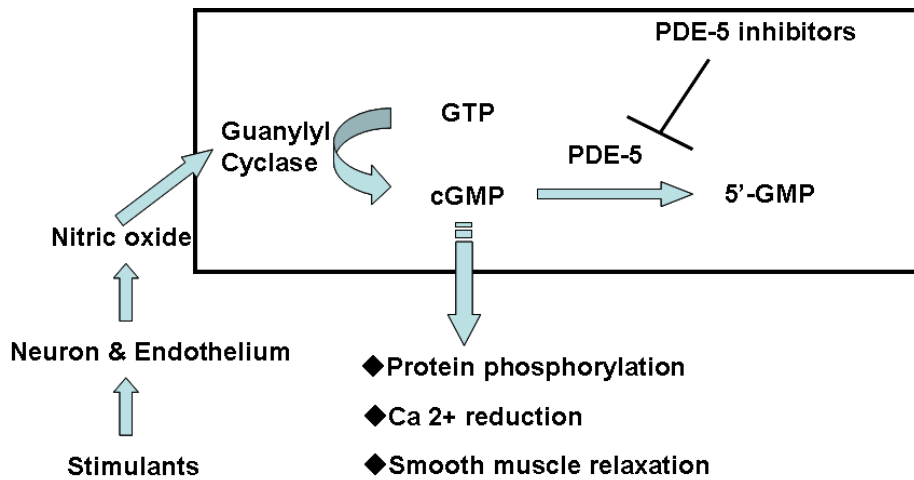 PDE-5 inhibitors
Guanylyl
Cyclase
GTP
PDE-5
cGMP
5’-GMP
Nitric oxide
Neuron & Endothelium
Stimulants
◆Protein phosphorylation
◆Ca 2+ reduction
◆Smooth muscle relaxation